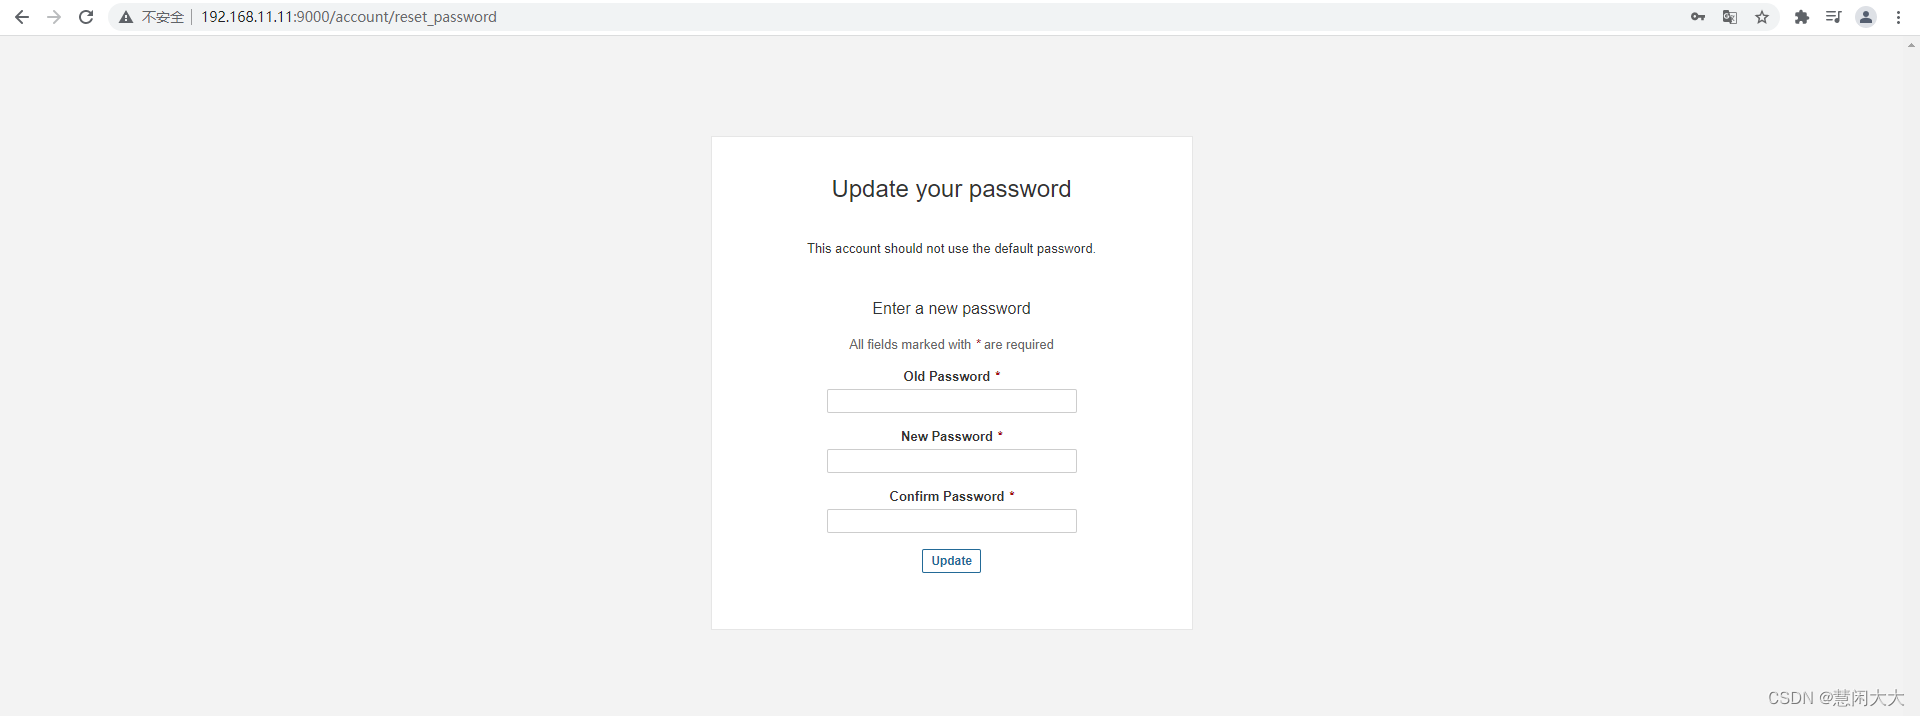 不安全 192.168.11.11:9000/account/reset_password
Update your password
This account should not use the default password.
Enter a new password
All fields marked with * are required
Old Password *
New Password *
Confirm Password *
Update
CSDN @慧闲大大